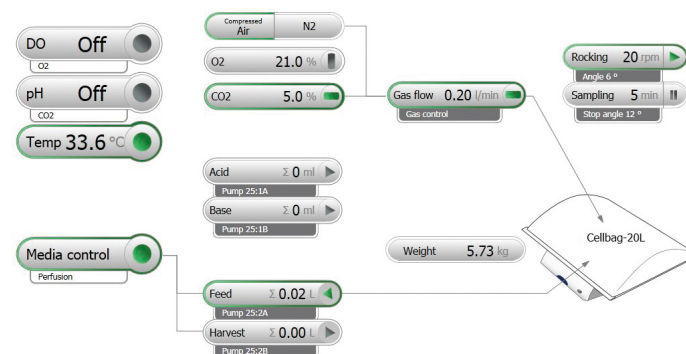 DO Off
O2
pH Off
CO2
Temp 33.6 °C
Media control
Perfusion
Compressed
Air N2
O2 21.0 %
CO2 5.0 %
Acid Σ 0 ml
Pump 25:1A
Base Σ 0 ml
Pump 25:1B
Feed Σ 0.02 L
Pump 25:2A
Harvest Σ 0.00 L
Pump 25:2B
Gas flow 0.20 l/min
Gas control
Weight 5.73 kg
Rocking 20 rpm
Angle 6 º
Sampling 5 min
Stop angle 12 º
Cellbag-20L